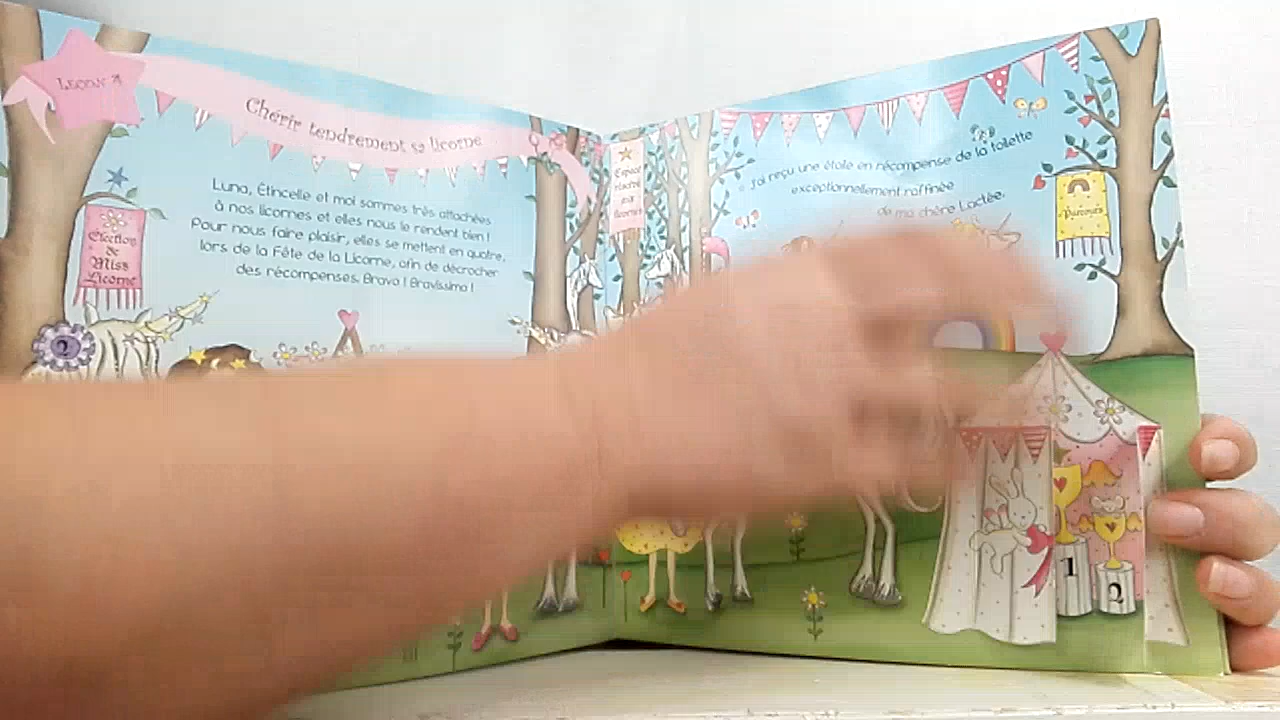 Leçon 4
Chérir tendrement sa licorne
Luna, Étincelle et moi sommes très attachées
à nos licornes et elles nous le rendent bien !
Pour nous faire plaisir, elles se mettent en quatre,
lors de la Fête de la Licorne, afin de décrocher
des récompenses. Bravo ! Bravissimo !
Élection
de
Miss
Licorne
2
Espace
réservé
aux
licornes
J'ai reçu une étoile en récompense de la toilette
exceptionnellement raffinée
de ma chère Lactée.
Parcours
1
2